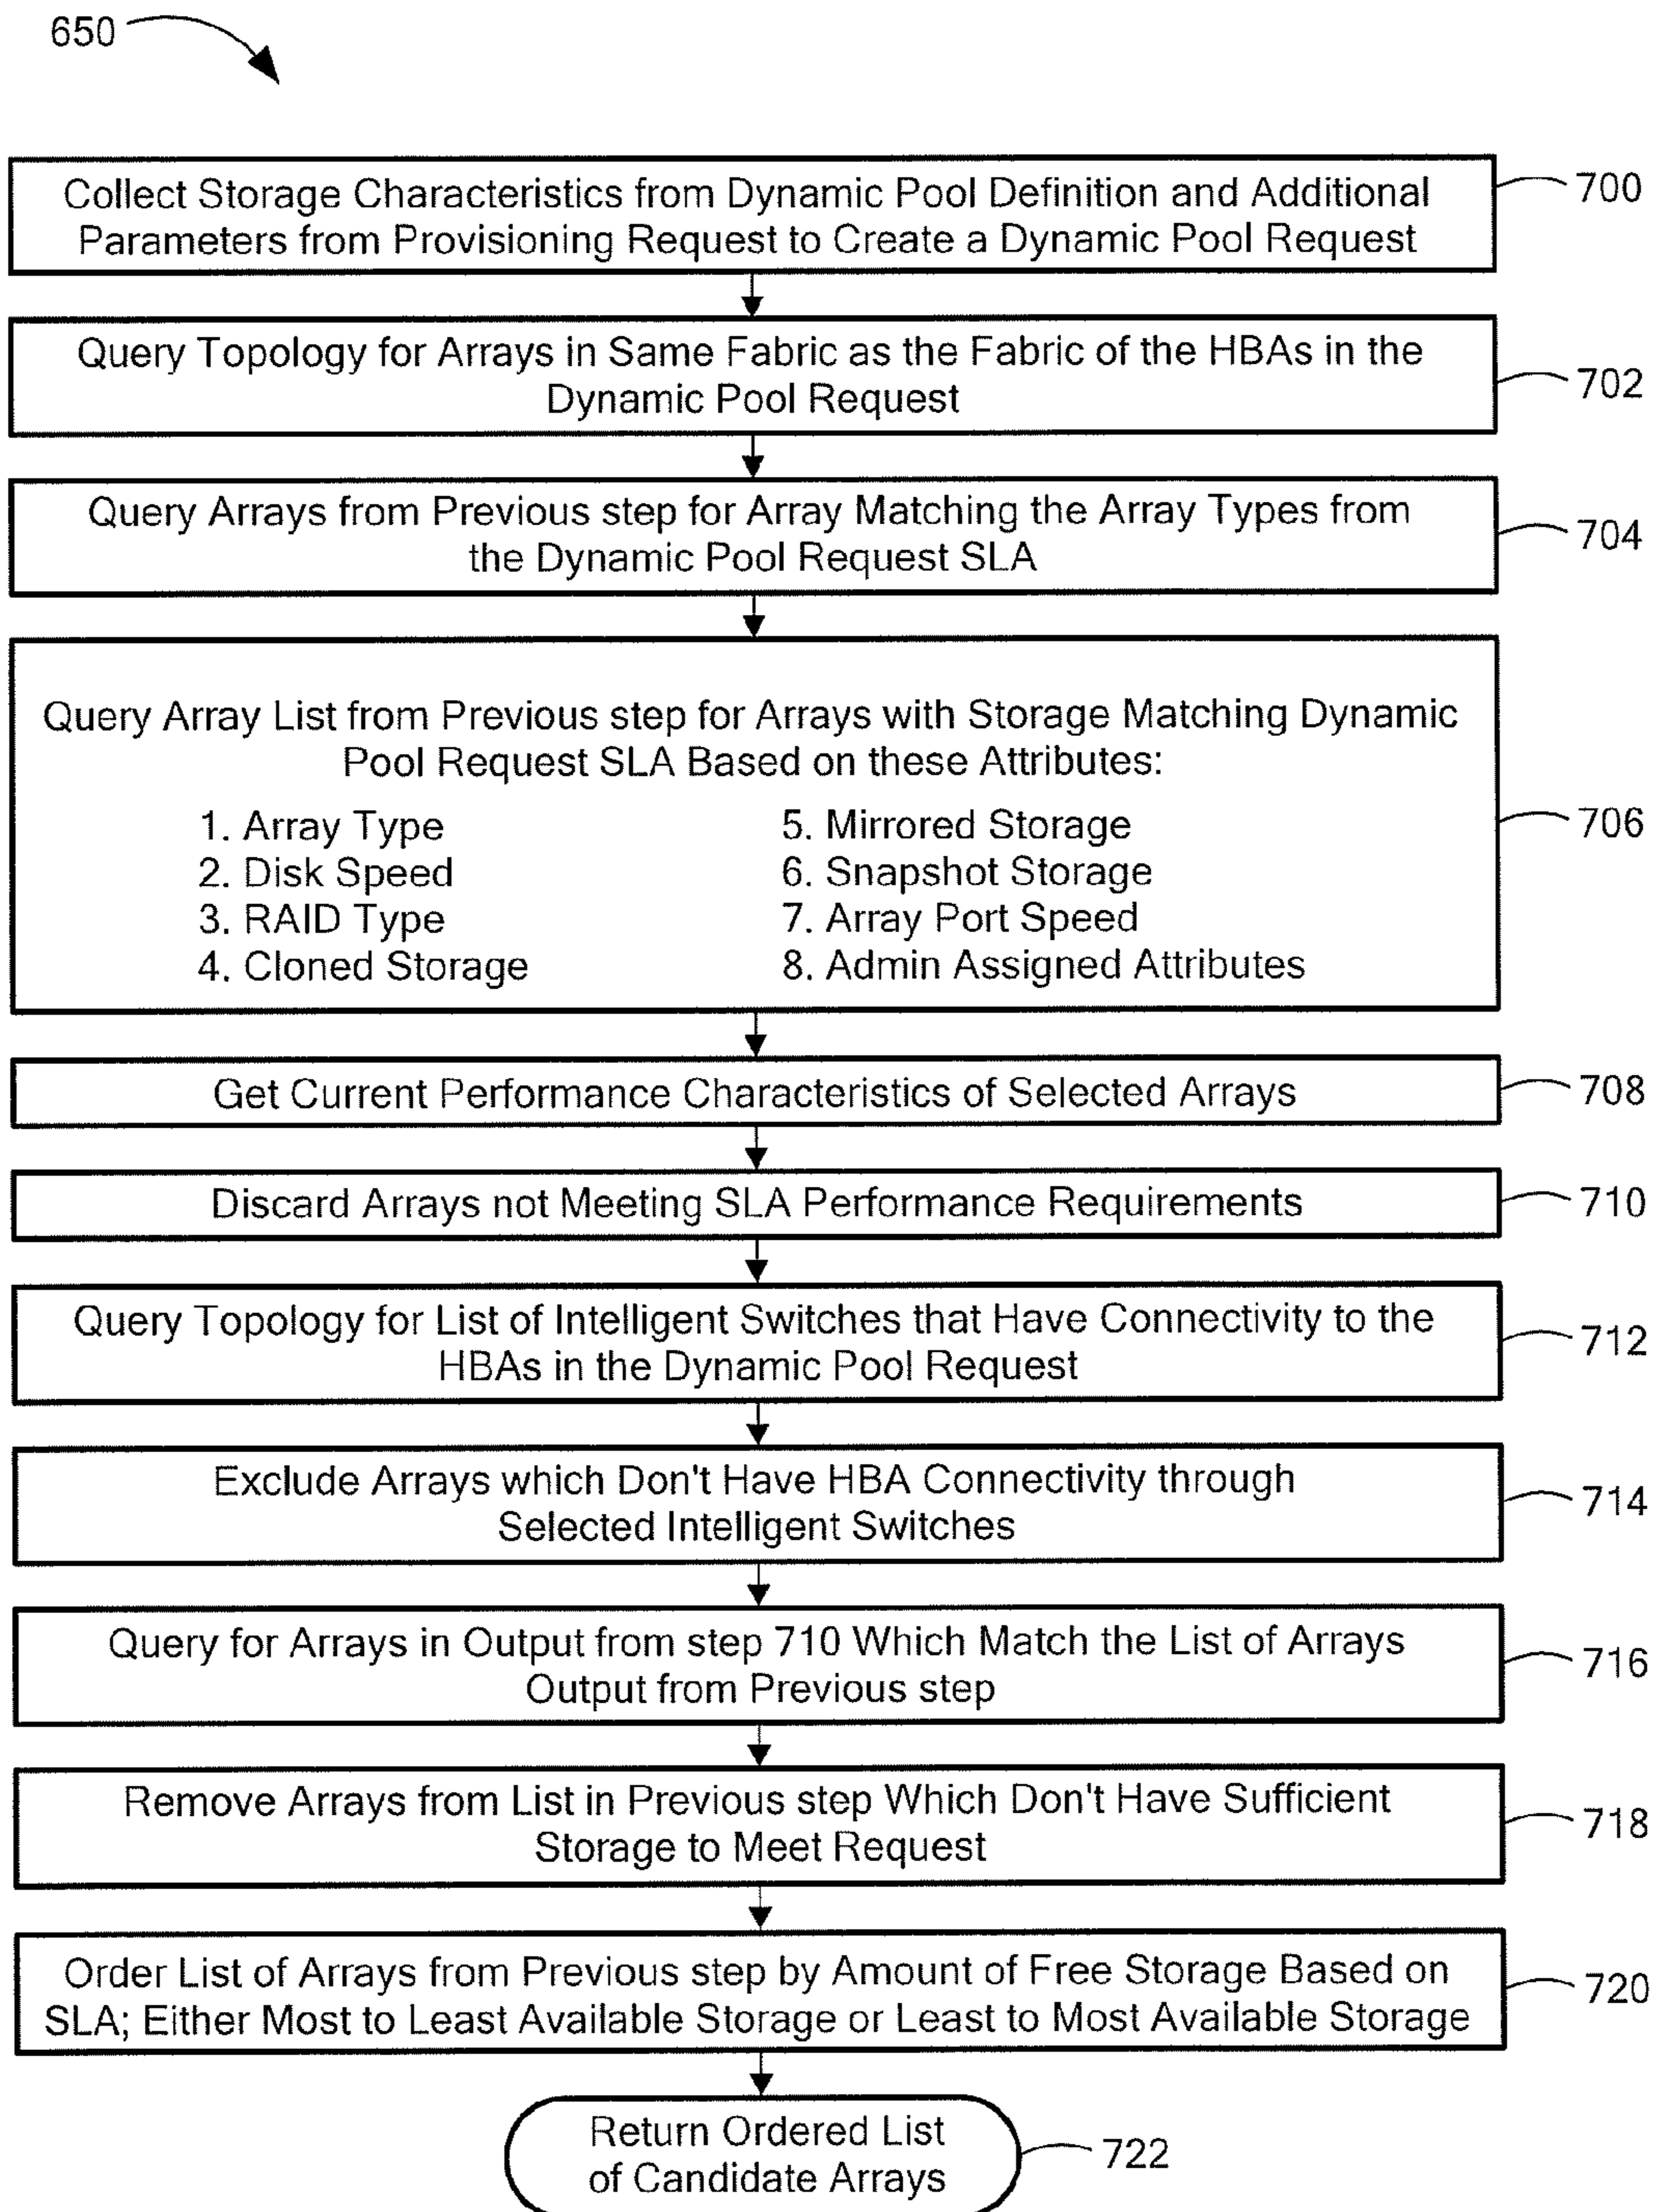 650
Collect Storage Characteristics from Dynamic Pool Definition and Additional
Parameters from Provisioning Request to Create a Dynamic Pool Request
700
Query Topology for Arrays in Same Fabric as the Fabric of the HBAs in the
Dynamic Pool Request
702
Query Arrays from Previous step for Array Matching the Array Types from
the Dynamic Pool Request SLA
704
Query Array List from Previous step for Arrays with Storage Matching Dynamic
Pool Request SLA Based on these Attributes:
1. Array Type
2. Disk Speed
3. RAID Type
4. Cloned Storage
5. Mirrored Storage
6. Snapshot Storage
7. Array Port Speed
8. Admin Assigned Attributes
706
Get Current Performance Characteristics of Selected Arrays
708
Discard Arrays not Meeting SLA Performance Requirements
710
Query Topology for List of Intelligent Switches that Have Connectivity to the
HBAs in the Dynamic Pool Request
712
Exclude Arrays which Don't Have HBA Connectivity through
Selected Intelligent Switches
714
Query for Arrays in Output from step 710 Which Match the List of Arrays
Output from Previous step
716
Remove Arrays from List in Previous step Which Don't Have Sufficient
Storage to Meet Request
718
Order List of Arrays from Previous step by Amount of Free Storage Based on
SLA; Either Most to Least Available Storage or Least to Most Available Storage
720
Return Ordered List
of Candidate Arrays
722